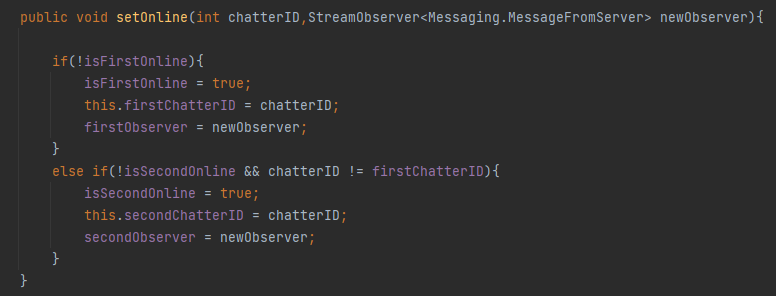 public void setOnline(int chatterID,StreamObserver<Messaging.MessageFromServer> newObserver){
if(!isFirstOnline){
isFirstOnline = true;
this.firstChatterID = chatterID;
firstObserver = newObserver;
}
else if(!isSecondOnline && chatterID != firstChatterID){
isSecondOnline = true;
this.secondChatterID = chatterID;
secondObserver = newObserver;
}
}